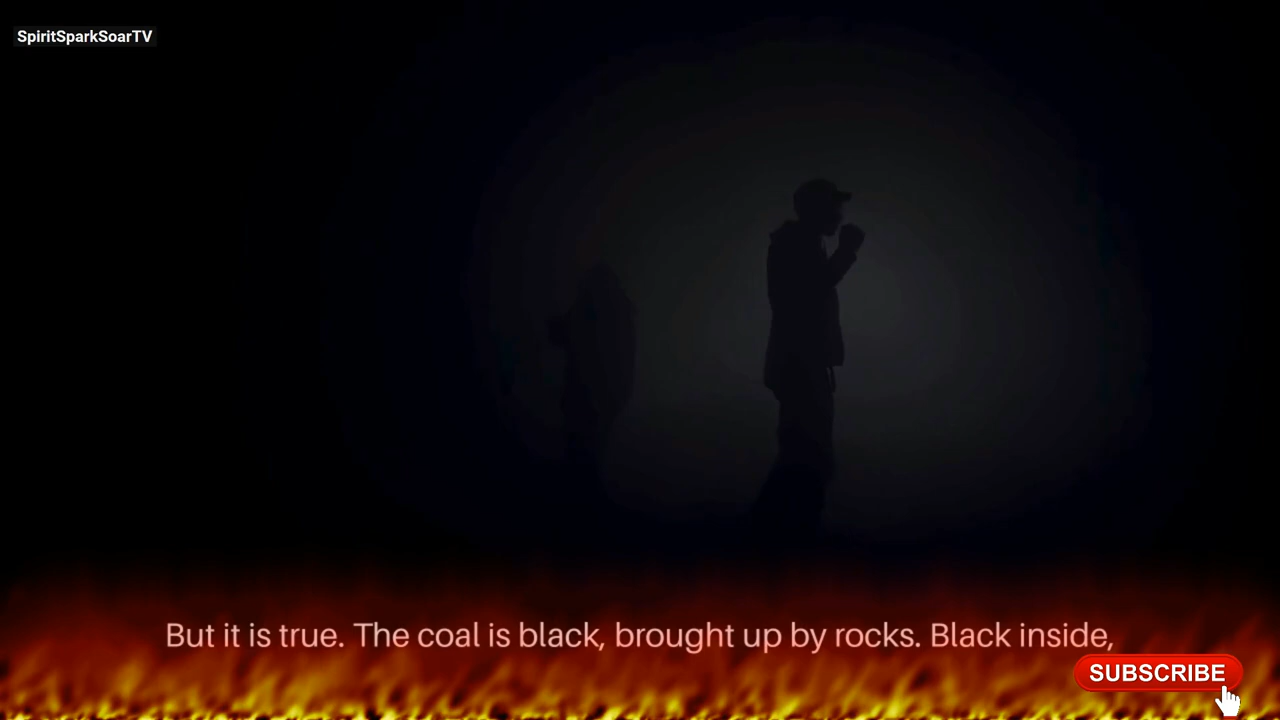 SpiritSparkSoarTV
But it is true. The coal is black, brought up by rocks. Black inside,
SUBSCRIBE